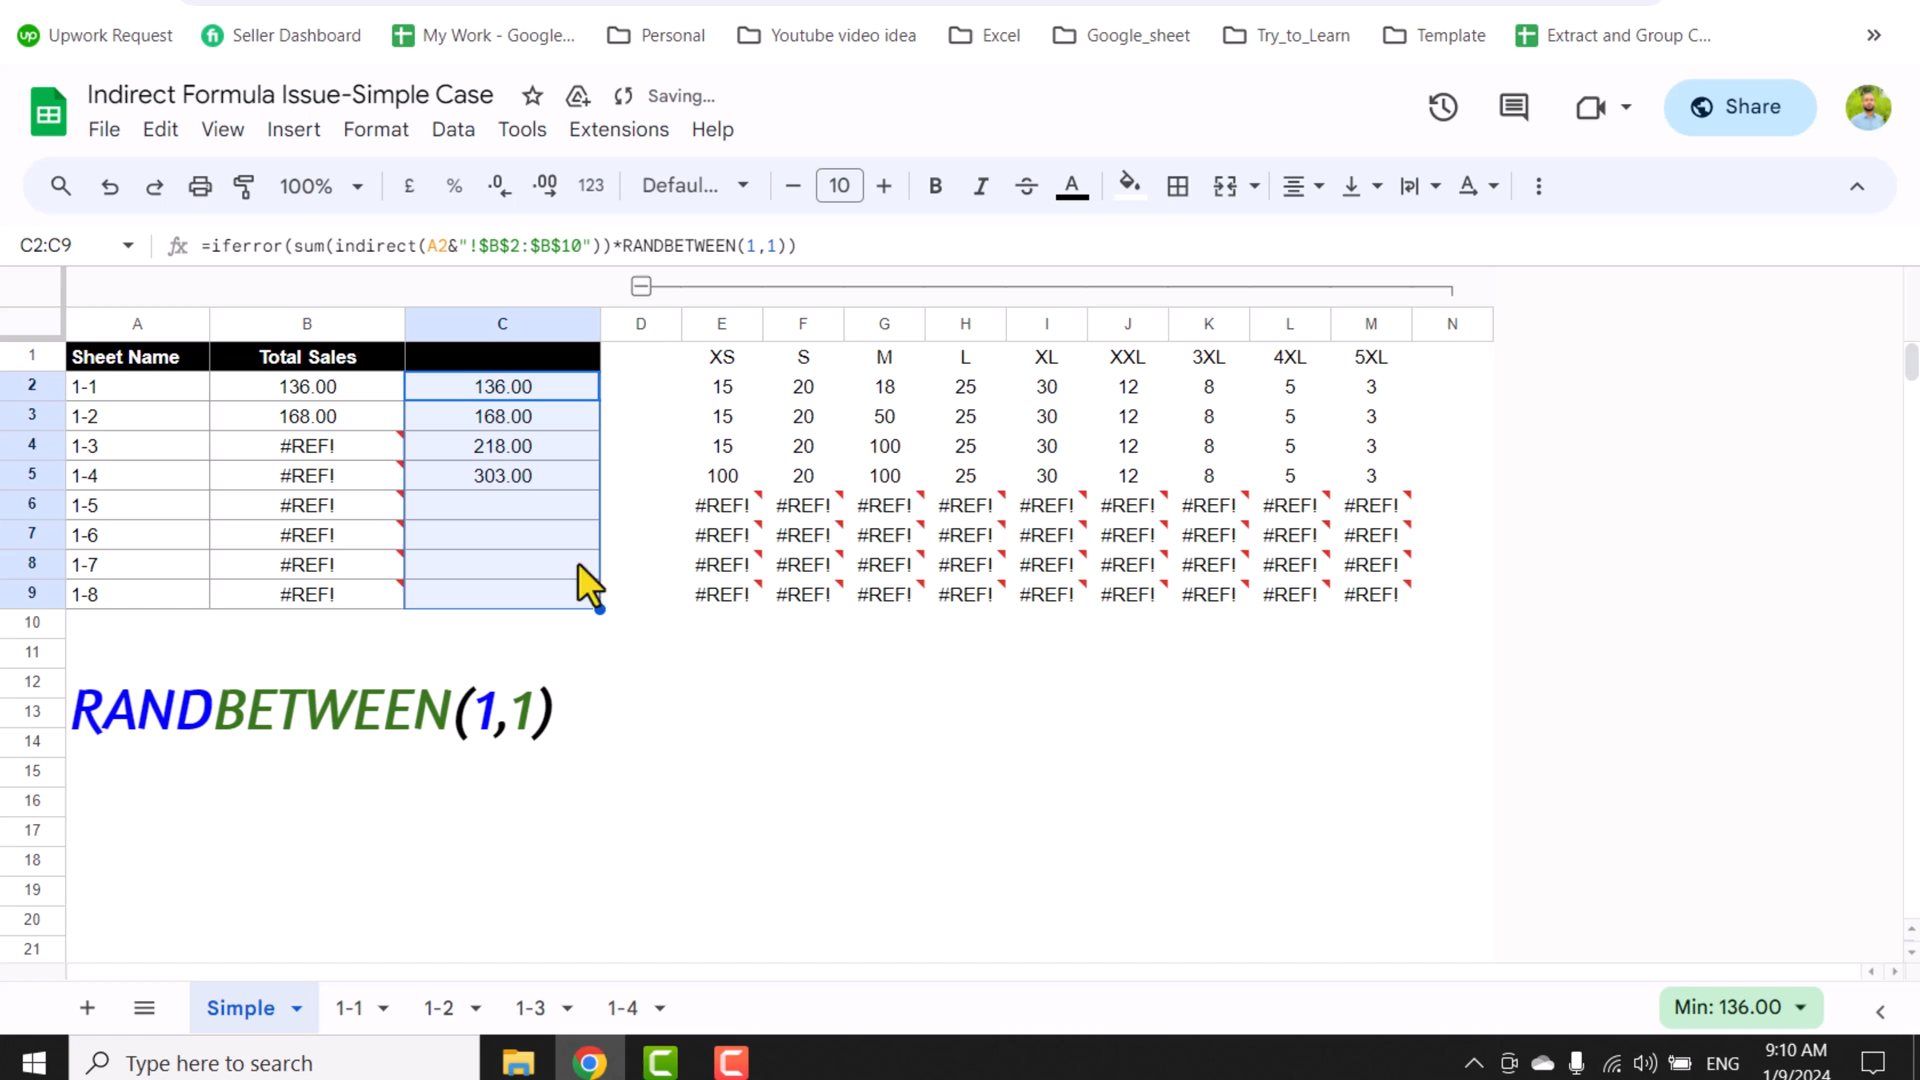 Upwork Request Seller Dashboard My Work - Google... Personal Youtube video idea Excel Google_sheet Try_to_Learn Template Extract and Group C... »
Indirect Formula Issue-Simple Case Saving... Share
File Edit View Insert Format Data Tools Extensions Help
100% £ % .0 .00 123 Defaul... − 10 + B I A
C2:C9 fx =iferror(sum(indirect(A2&"!$B$2:$B$10"))*RANDBETWEEN(1,1))
A B C D E F G H I J K L M N
1 Sheet Name Total Sales XS S M L XL XXL 3XL 4XL 5XL
2 1-1 136.00 136.00 15 20 18 25 30 12 8 5 3
3 1-2 168.00 168.00 15 20 50 25 30 12 8 5 3
4 1-3 #REF! 218.00 15 20 100 25 30 12 8 5 3
5 1-4 #REF! 303.00 100 20 100 25 30 12 8 5 3
6 1-5 #REF! #REF! #REF! #REF! #REF! #REF! #REF! #REF! #REF! #REF!
7 1-6 #REF! #REF! #REF! #REF! #REF! #REF! #REF! #REF! #REF! #REF!
8 1-7 #REF! #REF! #REF! #REF! #REF! #REF! #REF! #REF! #REF! #REF!
9 1-8 #REF! #REF! #REF! #REF! #REF! #REF! #REF! #REF! #REF! #REF!
10
11
12
13 RANDBETWEEN(1,1)
14
15
16
17
18
19
20
21
+ Simple 1-1 1-2 1-3 1-4 Min: 136.00
Type here to search ENG 9:10 AM
1/9/2024